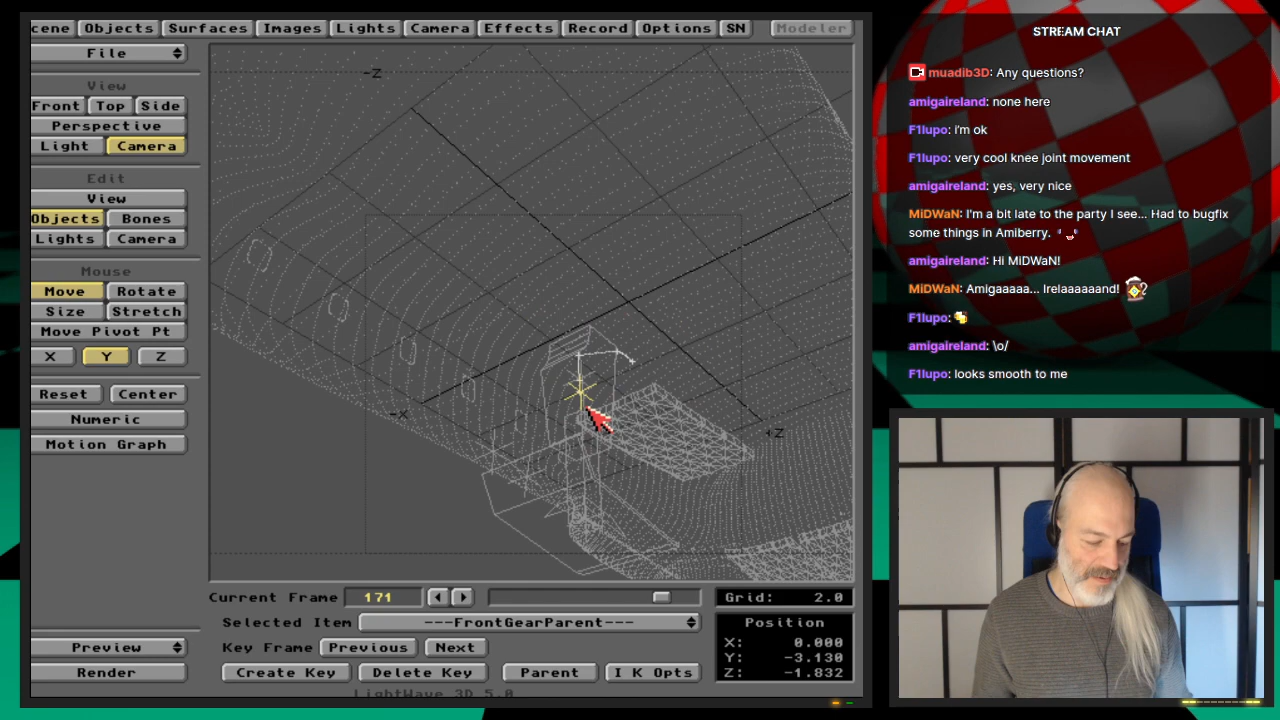 cene Objects Surfaces Images Lights Camera Effects Record Options SN Modeler
File
View
Front Top Side
Perspective
Light Camera
Edit
View
Objects Bones
Lights Camera
Mouse
Move Rotate
Size Stretch
Move Pivot Pt
X Y Z
Reset Center
Numeric
Motion Graph
Preview
Render
-Z
-X
+Z
Current Frame 171
Grid: 2.0
Selected Item ---FrontGearParent---
Key Frame Previous Next
Create Key Delete Key Parent I K Opts
Position
X: 0.000
Y: -3.130
Z: -1.832
LightWave 3D 5.0
STREAM CHAT
muadib3D: Any questions?
amigaireland: none here
F1lupo: i'm ok
F1lupo: very cool knee joint movement
amigaireland: yes, very nice
MiDWaN: I'm a bit late to the party I see... Had to bugfix
some things in Amiberry.
amigaireland: Hi MiDWaN!
MiDWaN: Amigaaaaa... Irelaaaaaand!
F1lupo:
amigaireland: \o/
F1lupo: looks smooth to me